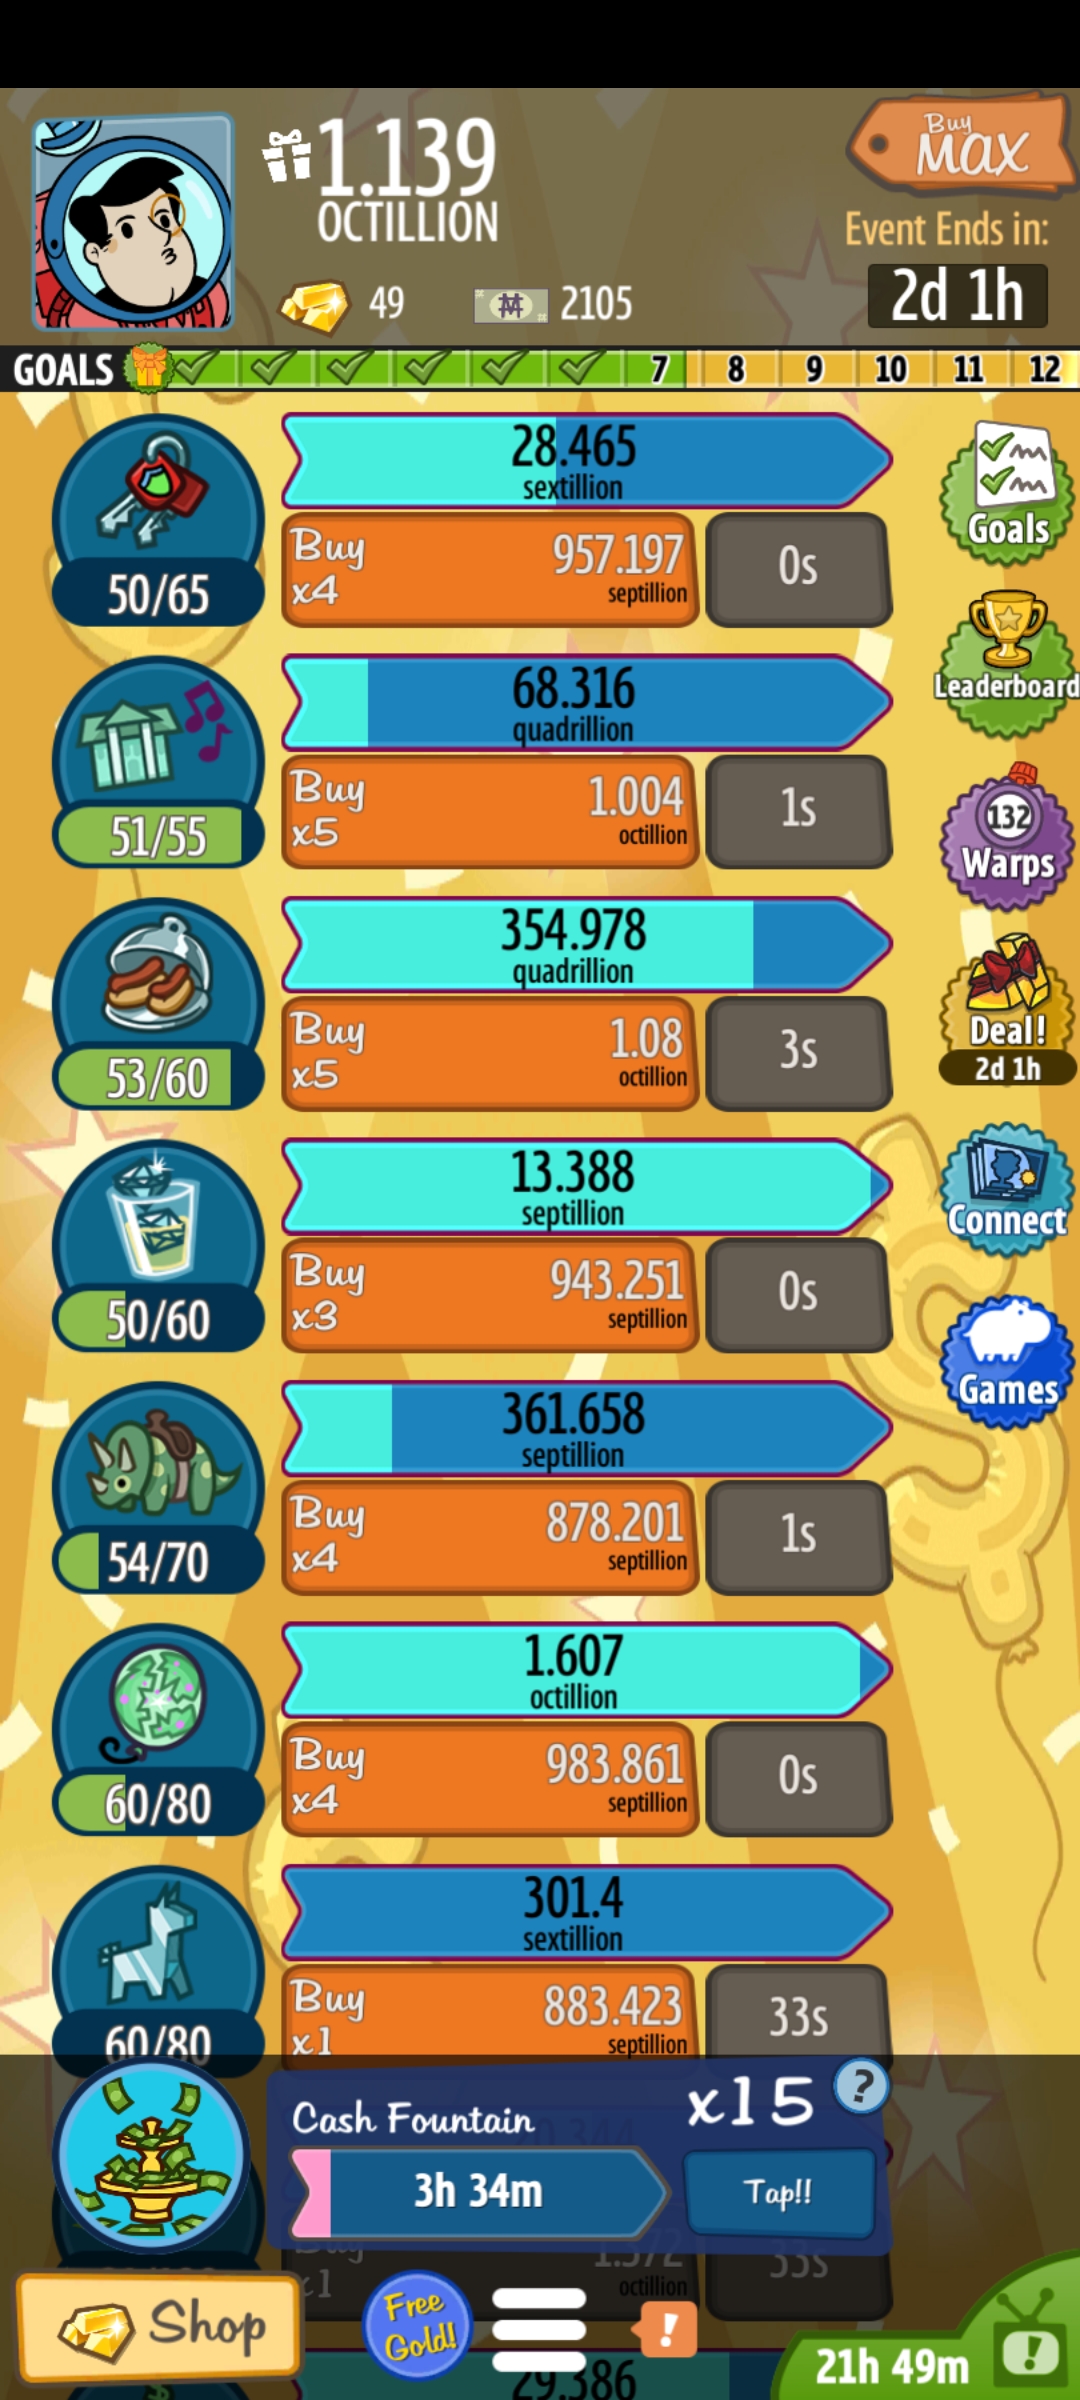 1.139
OCTILLION
49
2105
Buy
MAX
Event Ends in:
2d 1h
GOALS
7 8 9 10 11 12
28.465
sextillion
Buy
x4
957.197
septillion
0s
50/65
68.316
quadrillion
Buy
x5
1.004
octillion
1s
51/55
354.978
quadrillion
Buy
x5
1.08
octillion
3s
53/60
13.388
septillion
Buy
x3
943.251
septillion
0s
50/60
361.658
septillion
Buy
x4
878.201
septillion
1s
54/70
1.607
octillion
Buy
x4
983.861
septillion
0s
60/80
301.4
sextillion
Buy
x1
883.423
septillion
33s
60/80
Goals
Leaderboard
132
Warps
Deal!
2d 1h
Connect
Games
Cash Fountain
x15
?
3h 34m
Tap!!
Buy
x1
1.372
octillion
33s
Shop
Free
Gold!
!
21h 49m
!
29.386